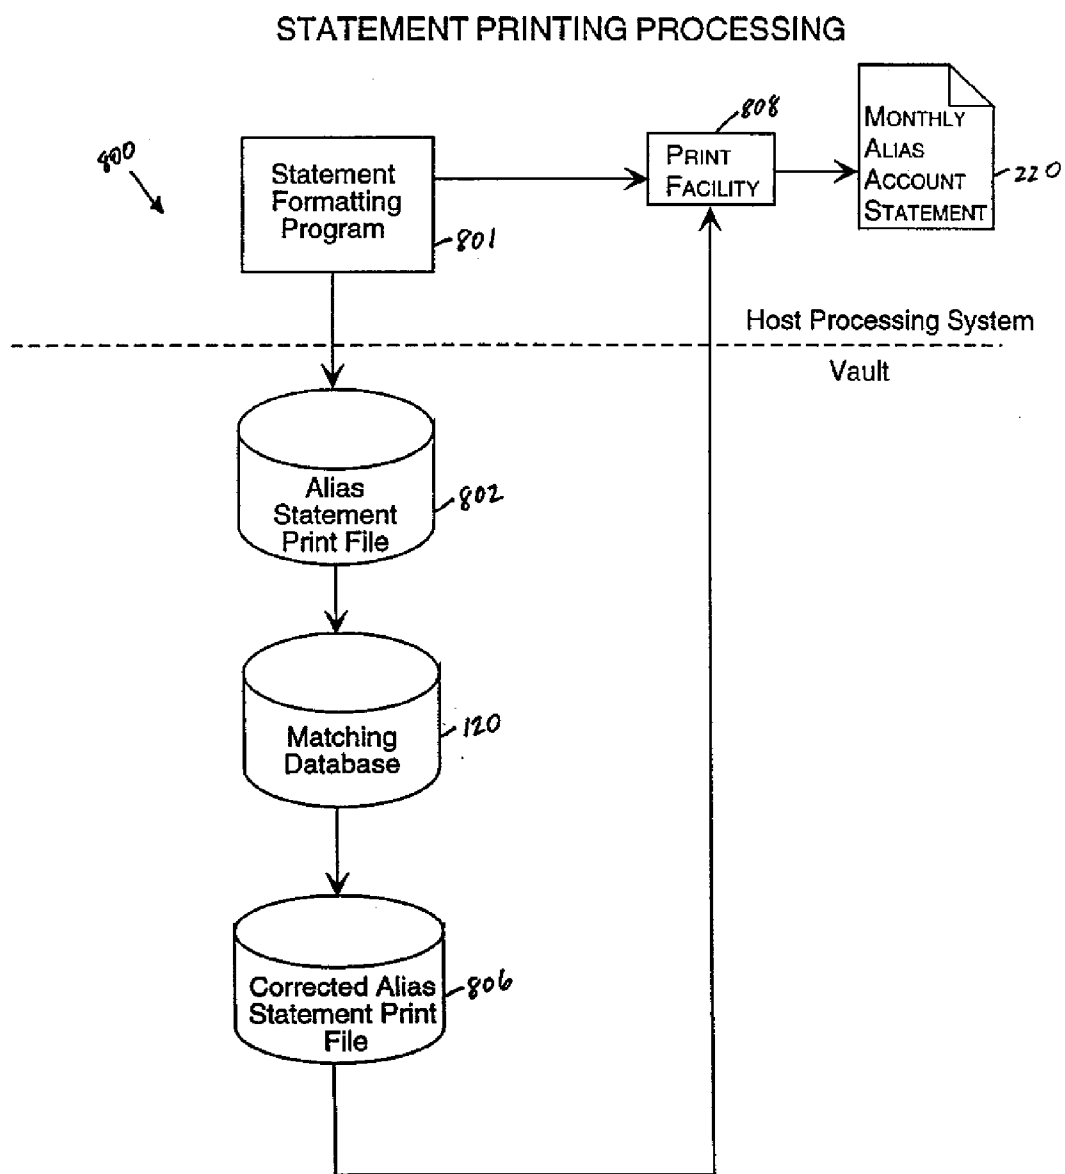 STATEMENT PRINTING PROCESSING
800
Statement
Formatting
Program
801
PRINT
FACILITY
808
MONTHLY
ALIAS
ACCOUNT
STATEMENT
220
Host Processing System
Vault
Alias
Statement
Print File
802
Matching
Database
120
Corrected Alias
Statement Print
File
806